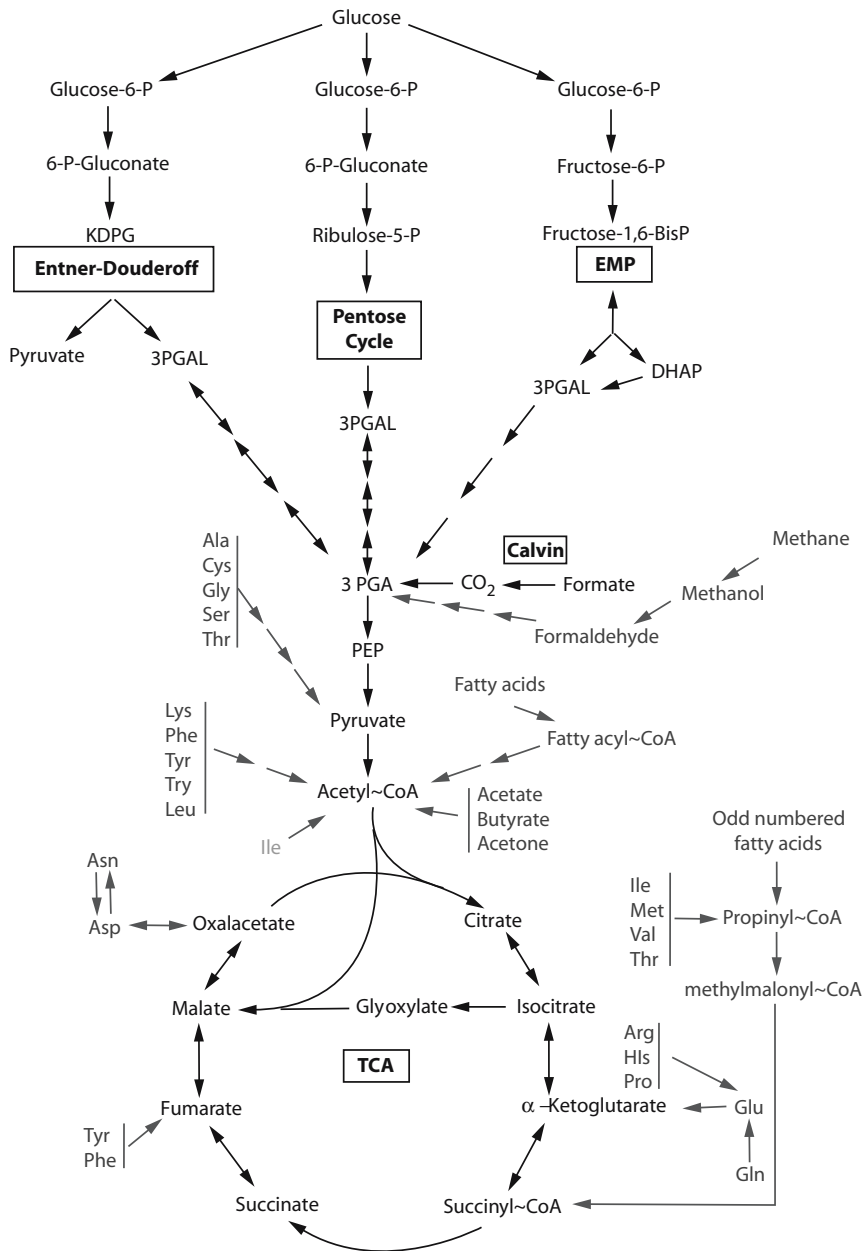 Glucose
Glucose-6-P
Glucose-6-P
Glucose-6-P
6-P-Gluconate
6-P-Gluconate
Fructose-6-P
KDPG
Ribulose-5-P
Fructose-1,6-BisP
Entner-Douderoff
EMP
Pentose
Cycle
Pyruvate
3PGAL
3PGAL
DHAP
3PGAL
Ala
Cys
Gly
Ser
Thr
Calvin
Methane
3 PGA
CO2
Formate
Methanol
Formaldehyde
PEP
Fatty acids
Pyruvate
Fatty acyl~CoA
Lys
Phe
Tyr
Try
Leu
Acetyl~CoA
Acetate
Butyrate
Acetone
Ile
Odd numbered
fatty acids
Asn
Asp
Oxalacetate
Citrate
Ile
Met
Val
Thr
Propinyl~CoA
methylmalonyl~CoA
Malate
Glyoxylate
Isocitrate
TCA
Arg
HIs
Pro
Fumarate
α –Ketoglutarate
Glu
Tyr
Phe
Gln
Succinate
Succinyl~CoA